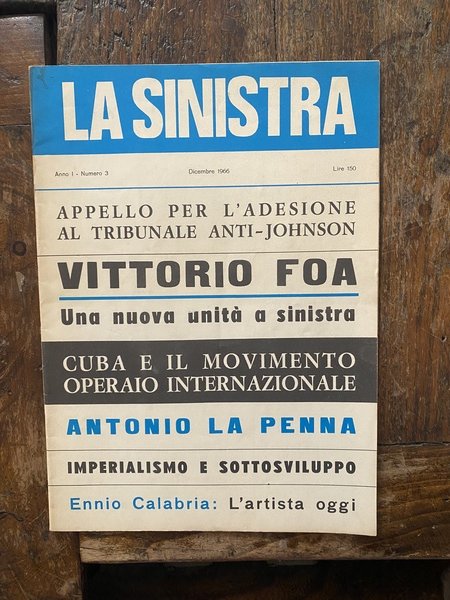 LA SINISTRA
Anno I - Numero 3 Dicembre 1966 Lire 150
APPELLO PER L'ADESIONE
AL TRIBUNALE ANTI-JOHNSON
VITTORIO FOA
Una nuova unità a sinistra
CUBA E IL MOVIMENTO
OPERAIO INTERNAZIONALE
ANTONIO LA PENNA
IMPERIALISMO E SOTTOSVILUPPO
Ennio Calabria: L'artista oggi